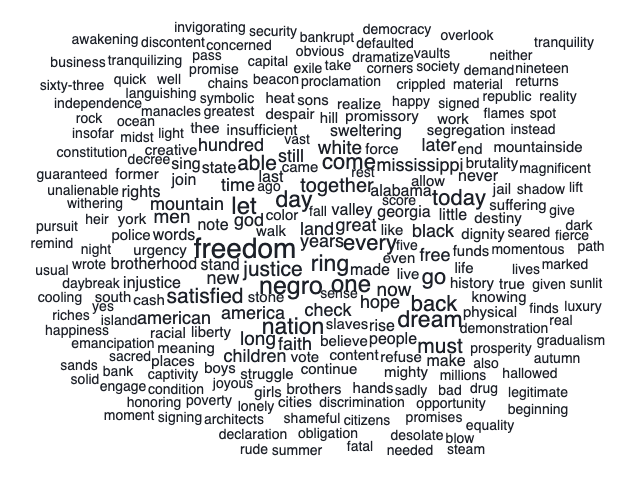 invigorating security bankrupt democracy overlook
awakening discontent concerned obvious defaulted tranquility
business tranquilizing pass capital exile take dramatize vaults neither
promise corners society demand nineteen
sixty-three quick well chains beacon proclamation crippled material returns
languishing symbolic heat sons realize happy signed republic reality
independence manacles greatest despair hill promissory work flames spot
rock ocean thee insufficient sweltering segregation instead
insofar midst light hundred vast white force later end mountainside
constitution creative still come mississippi brutality
decree sing state able came rest magnificent
guaranteed former join last together allow never
unalienable rights time ago alabama jail shadow lift
withering mountain let day score today suffering give
heir york men god color fall valley georgia little destiny
pursuit note walk land great like black dark
police words dignity seared fierce
remind night urgency freedom years every five free funds momentous path
wrote brotherhood stand justice ring even life
usual made live go lives marked
daybreak injustice new negro one now history true given sunlit
cooling south cash satisfied stone sense hope back knowing
yes check physical finds luxury
riches island american america dream real
happiness racial liberty nation slaves rise demonstration
emancipation long faith believe people must gradualism
meaning prosperity
sacred places children vote content refuse make also autumn
sands bank captivity boys struggle continue mighty millions hallowed
solid engage condition joyous girls brothers hands sadly bad drug legitimate
honoring poverty lonely cities discrimination opportunity beginning
moment signing architects shameful citizens promises equality
declaration obligation desolate blow
rude summer fatal needed steam